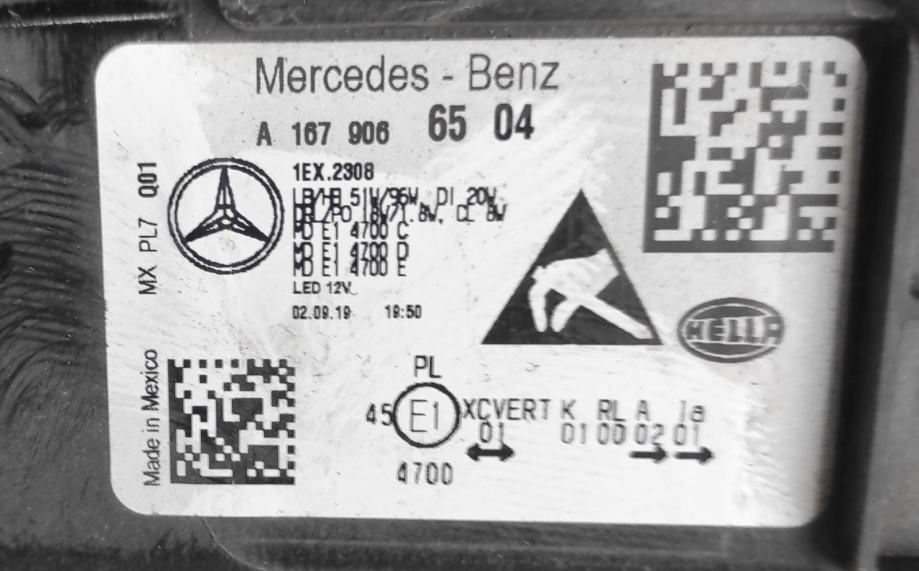 Mercedes - Benz
A 167 906 65 04
1EX.2308
LB/HB 51W/96W, DI 20W,
DRL/PO 18W/1.8W, CL 8W
MD E1 4700 C
MD E1 4700 D
MD E1 4700 E
LED 12V
02.09.19 19:50
MX PL7 Q01
HELLA
Made in Mexico
PL
45 E1 XCVERT K RL A Ia
01 01 00 02 01
4700